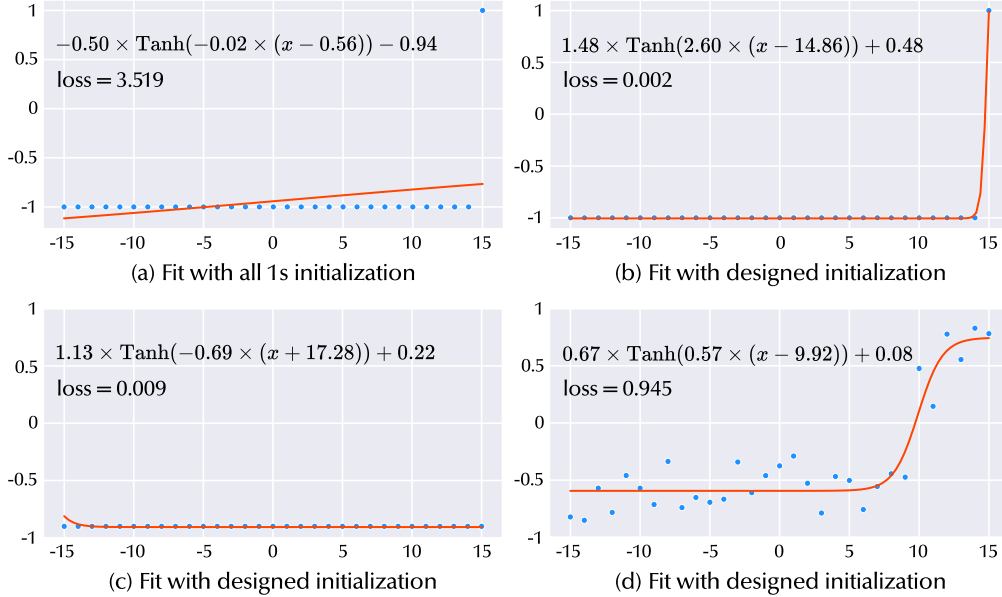 1
0.5
0
-0.5
-1
−0.50 × Tanh(−0.02 × (x − 0.56)) − 0.94
loss = 3.519
-15 -10 -5 0 5 10 15
(a) Fit with all 1s initialization
1
0.5
0
-0.5
-1
1.48 × Tanh(2.60 × (x − 14.86)) + 0.48
loss = 0.002
-15 -10 -5 0 5 10 15
(b) Fit with designed initialization
1
0.5
0
-0.5
-1
1.13 × Tanh(−0.69 × (x + 17.28)) + 0.22
loss = 0.009
-15 -10 -5 0 5 10 15
(c) Fit with designed initialization
1
0.5
0
-0.5
-1
0.67 × Tanh(0.57 × (x − 9.92)) + 0.08
loss = 0.945
-15 -10 -5 0 5 10 15
(d) Fit with designed initialization